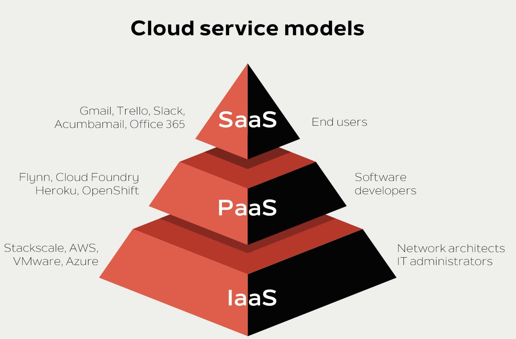 Cloud service models
Gmail, Trello, Slack,
Acumbamail, Office 365
SaaS
End users
Flynn, Cloud Foundry
Heroku, OpenShift
PaaS
Software
developers
Stackscale, AWS,
VMware, Azure
IaaS
Network architects
IT administrators